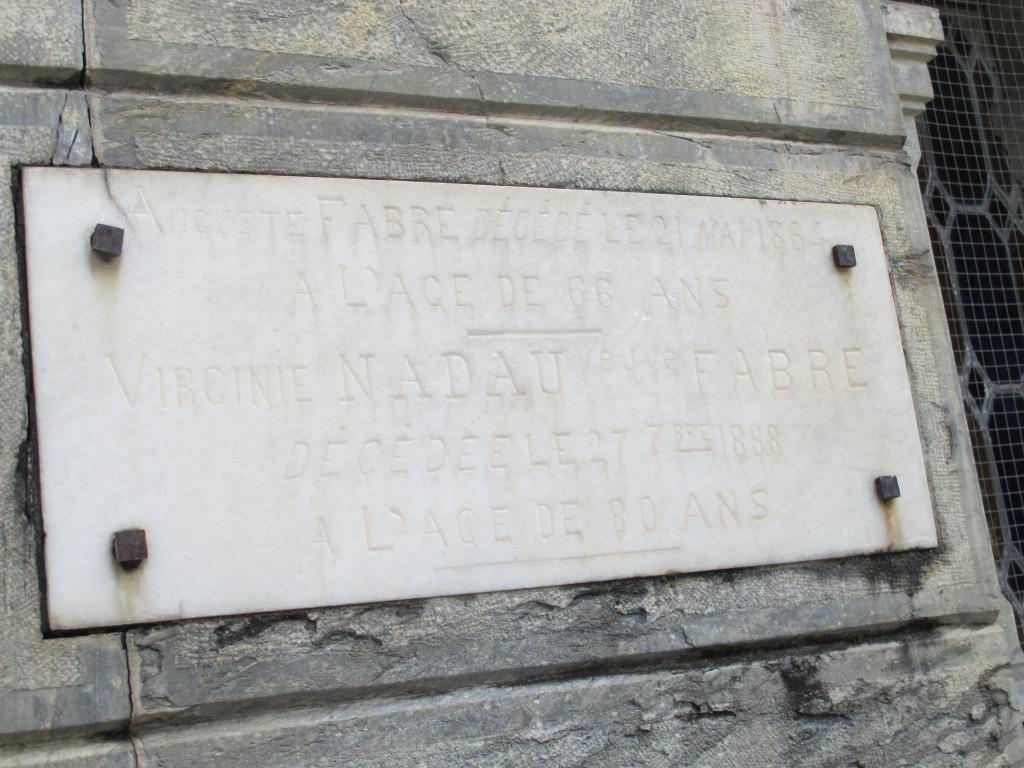 AUGUSTE FABRE DÉCÉDÉ LE 21 MAI 1884
A L'AGE DE 66 ANS
VIRGINIE NADAU veuve FABRE
DÉCÉDÉE LE 27 7BRE 1888
A L'AGE DE 80 ANS